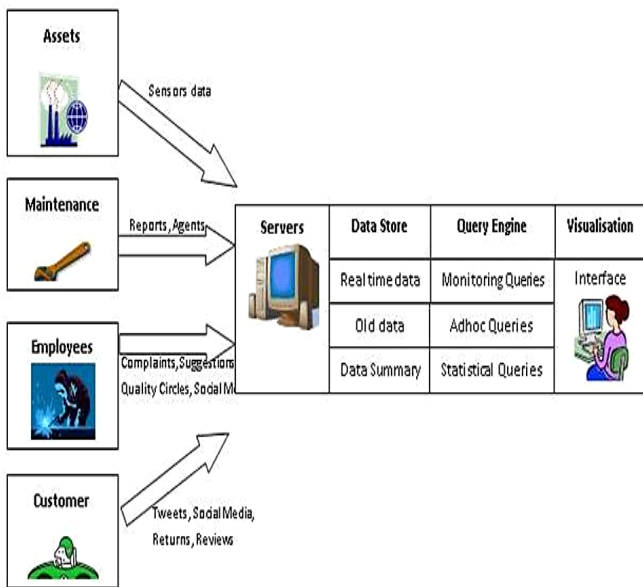 Assets
Sensors data
Maintenance
Reports, Agents
Employees
Complaints, Suggestions
Quality Circles, Social M
Customer
Tweets, Social Media,
Returns, Reviews
Servers
Data Store
Query Engine
Visualisation
Real time data
Monitoring Queries
Interface
Old data
Adhoc Queries
Data Summary
Statistical Queries